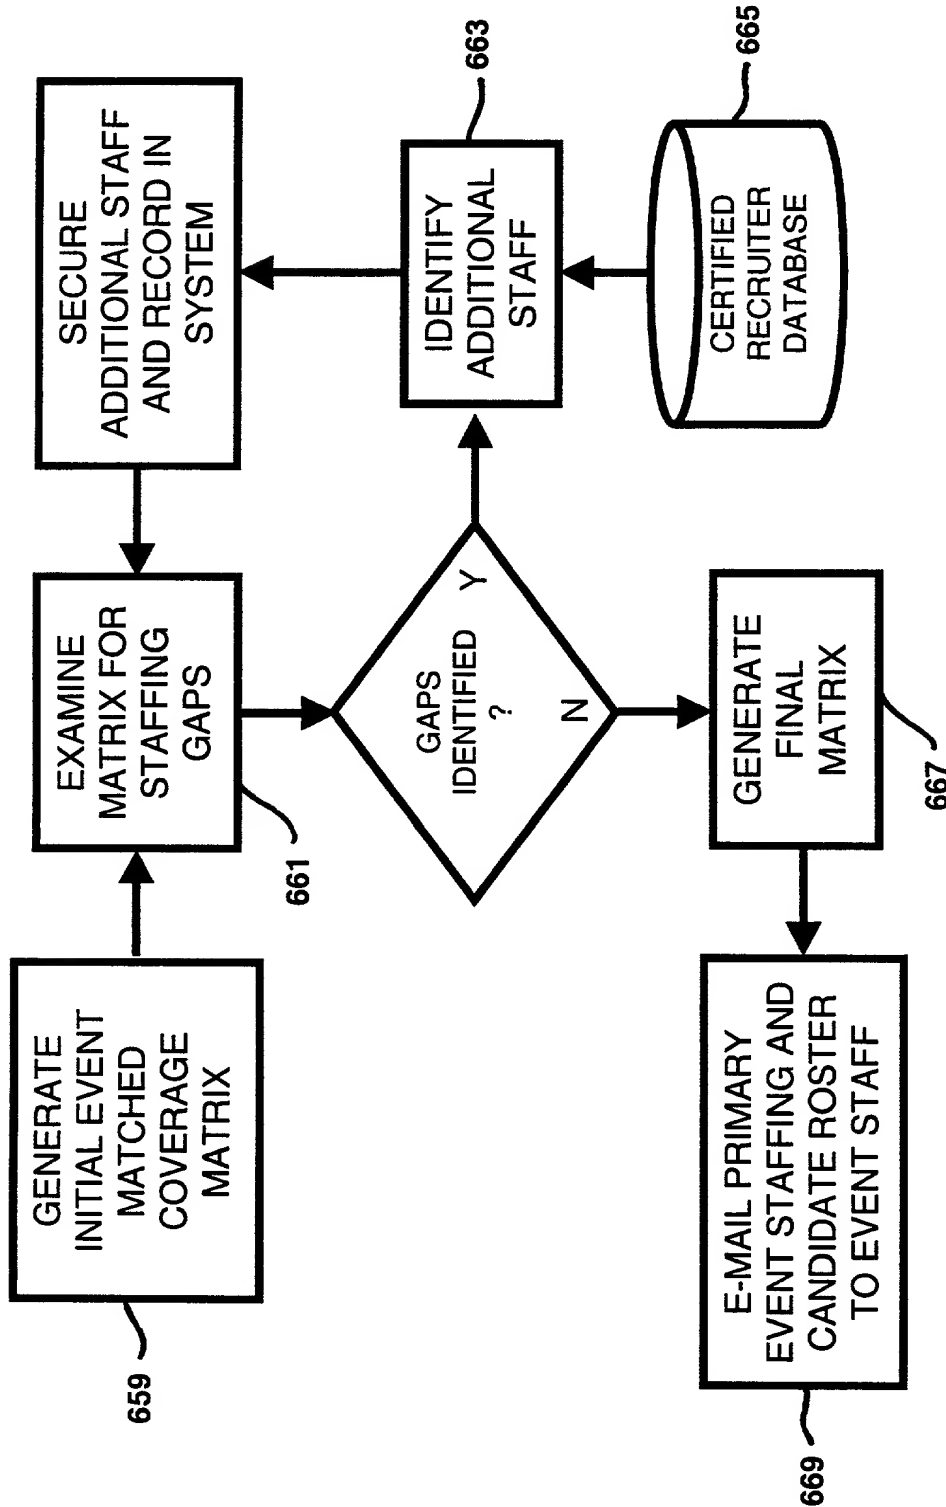 GENERATE
INITIAL EVENT
MATCHED
COVERAGE
MATRIX
659
EXAMINE
MATRIX FOR
STAFFING
GAPS
661
SECURE
ADDITIONAL STAFF
AND RECORD IN
SYSTEM
GAPS
IDENTIFIED
?
Y
N
IDENTIFY
ADDITIONAL
STAFF
663
CERTIFIED
RECRUITER
DATABASE
665
GENERATE
FINAL
MATRIX
667
E-MAIL PRIMARY
EVENT STAFFING AND
CANDIDATE ROSTER
TO EVENT STAFF
669